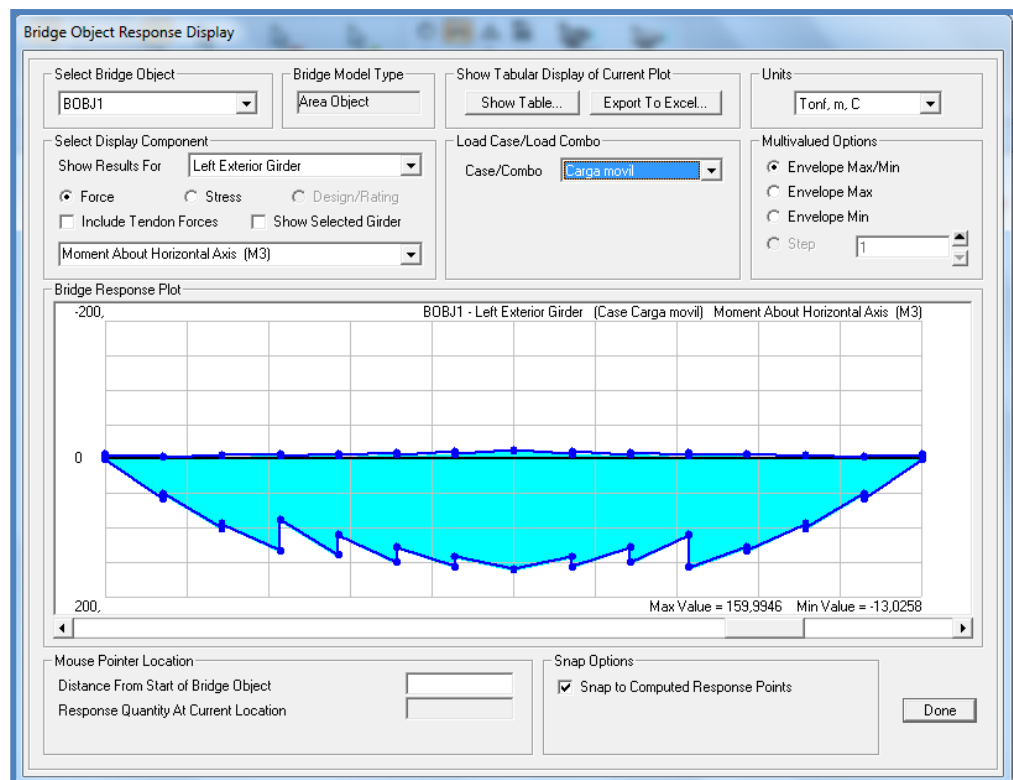 Bridge Object Response Display
Select Bridge Object
BOBJ1
Bridge Model Type
Area Object
Show Tabular Display of Current Plot
Show Table...
Export To Excel...
Units
Tonf, m, C
Select Display Component
Show Results For
Left Exterior Girder
Force
Stress
Design/Rating
Include Tendon Forces
Show Selected Girder
Moment About Horizontal Axis (M3)
Load Case/Load Combo
Case/Combo
Carga movil
Multivalued Options
Envelope Max/Min
Envelope Max
Envelope Min
Step
1
Bridge Response Plot
-200,
BOBJ1 - Left Exterior Girder (Case Carga movil) Moment About Horizontal Axis (M3)
0
200,
Max Value = 159,9946 Min Value = -13,0258
Mouse Pointer Location
Distance From Start of Bridge Object
Response Quantity At Current Location
Snap Options
Snap to Computed Response Points
Done